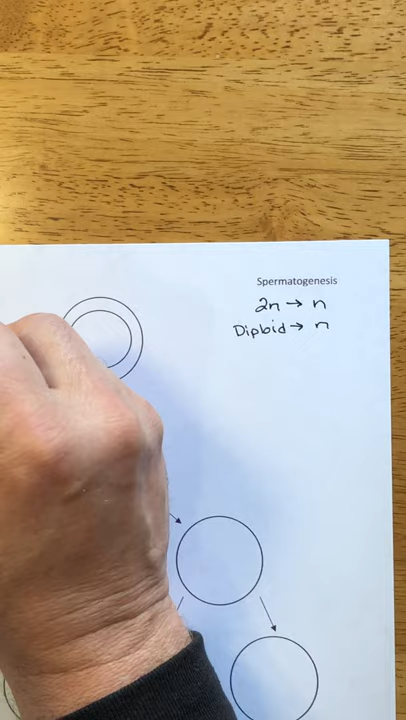 Spermatogenesis
2n → n
Diploid → n